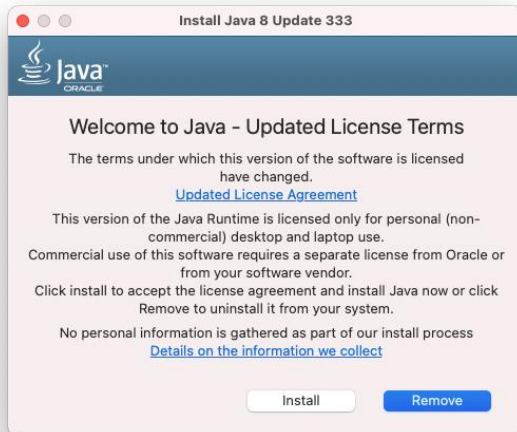 Install Java 8 Update 333
Java™
ORACLE
Welcome to Java - Updated License Terms
The terms under which this version of the software is licensed
have changed.
Updated License Agreement
This version of the Java Runtime is licensed only for personal (non-
commercial) desktop and laptop use.
Commercial use of this software requires a separate license from Oracle or
from your software vendor.
Click install to accept the license agreement and install Java now or click
Remove to uninstall it from your system.
No personal information is gathered as part of our install process
Details on the information we collect
Install
Remove